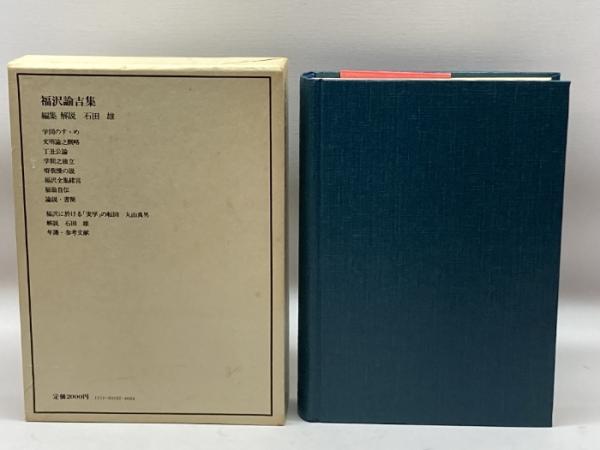 福沢諭吉集
編集 解説 石田 雄
学問のすゝめ
文明論之概略
丁丑公論
学問之独立
瘠我慢の説
福沢全集緒言
福翁自伝
論説・書簡
福沢に於ける「実学」の転回 丸山真男
解説 石田 雄
年譜・参考文献
定価2000円